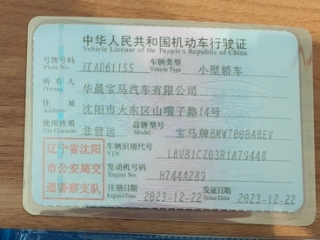 中华人民共和国机动车行驶证
Vehicle License of the People's Republic of China
号牌号码 Plate No. 辽AD61155 车辆类型 Vehicle Type 小型轿车
所有人 Owner 华晨宝马汽车有限公司
住址 Address 沈阳市大东区山嘴子路14号
使用性质 Use Character 非营运 品牌型号 Model 宝马牌BMW7000ABEV
辽宁省沈阳
市公安局交
通警察支队
车辆识别代号 VIN
发动机号码 Engine No. HZ44A289
注册日期 Register Date 2023-12-22 发证日期 Issue Date 2023-12-22